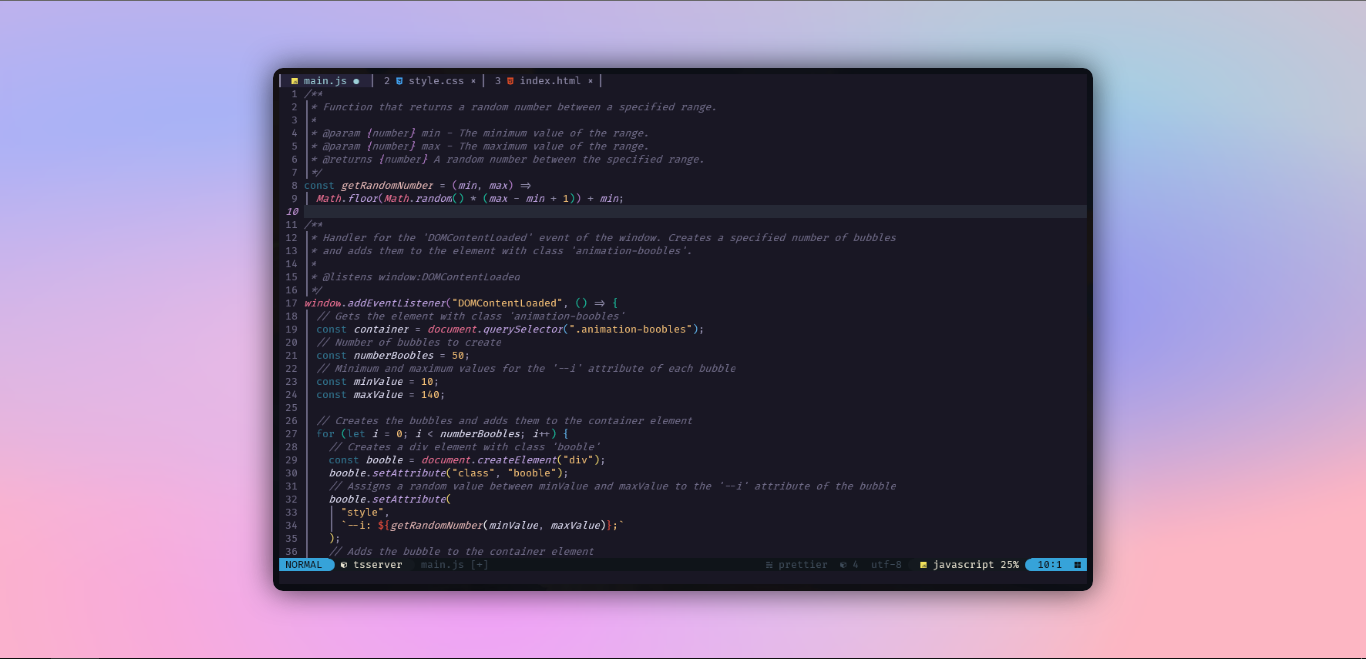 main.js ● 2 style.css × 3 index.html ×
1 /**
2 * Function that returns a random number between a specified range.
3 *
4 * @param {number} min - The minimum value of the range.
5 * @param {number} max - The maximum value of the range.
6 * @returns {number} A random number between the specified range.
7 */
8 const getRandomNumber = (min, max) =>
9 Math.floor(Math.random() * (max - min + 1)) + min;
10
11 /**
12 * Handler for the `DOMContentLoaded` event of the window. Creates a specified number of bubbles
13 * and adds them to the element with class `animation-boobles`.
14 *
15 * @listens window:DOMContentLoaded
16 */
17 window.addEventListener("DOMContentLoaded", () => {
18 // Gets the element with class `animation-boobles`
19 const container = document.querySelector(".animation-boobles");
20 // Number of bubbles to create
21 const numberBoobles = 50;
22 // Minimum and maximum values for the `--i` attribute of each bubble
23 const minValue = 10;
24 const maxValue = 140;
25
26 // Creates the bubbles and adds them to the container element
27 for (let i = 0; i < numberBoobles; i++) {
28 // Creates a div element with class `booble`
29 const booble = document.createElement("div");
30 booble.setAttribute("class", "booble");
31 // Assigns a random value between minValue and maxValue to the `--i` attribute of the bubble
32 booble.setAttribute(
33 "style",
34 `--i: ${getRandomNumber(minValue, maxValue)};`
35 );
36 // Adds the bubble to the container element
NORMAL tsserver main.js [+] prettier 4 utf-8 javascript 25% 10:1